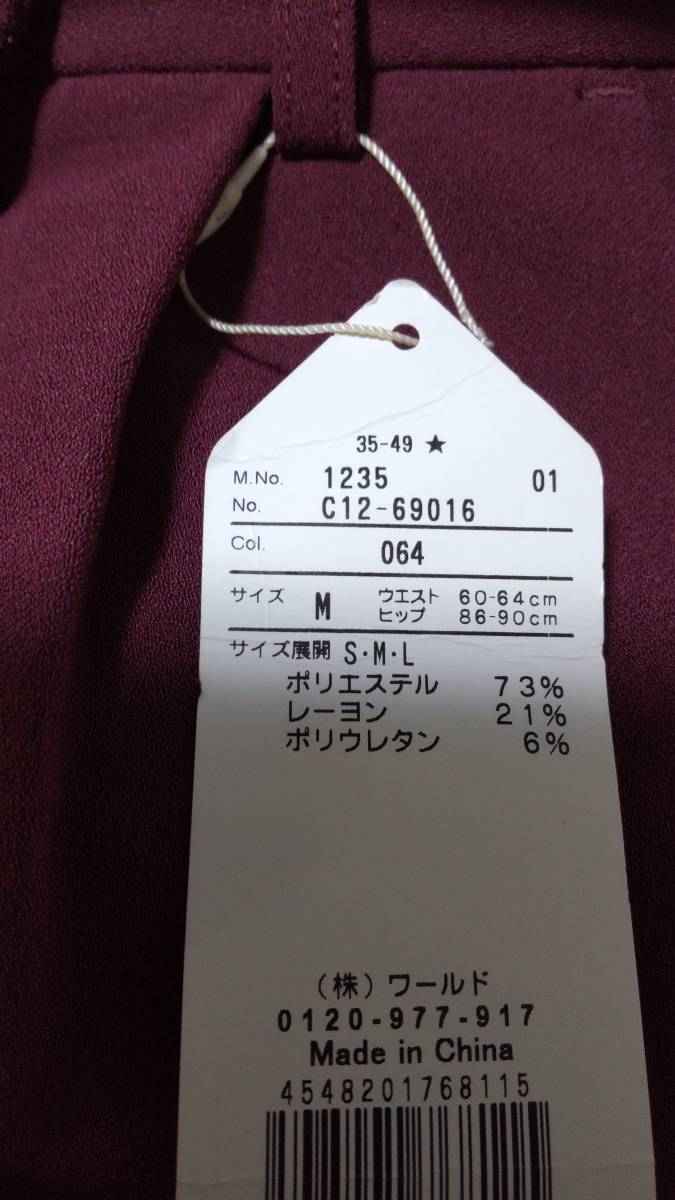 35-49 ★
M.No. 1235 01
No. C12-69016
Col. 064
サイズ M ウエスト 60-64cm
ヒップ 86-90cm
サイズ展開 S・M・L
ポリエステル 73%
レーヨン 21%
ポリウレタン 6%
（株）ワールド
0120-977-917
Made in China
4548201768115